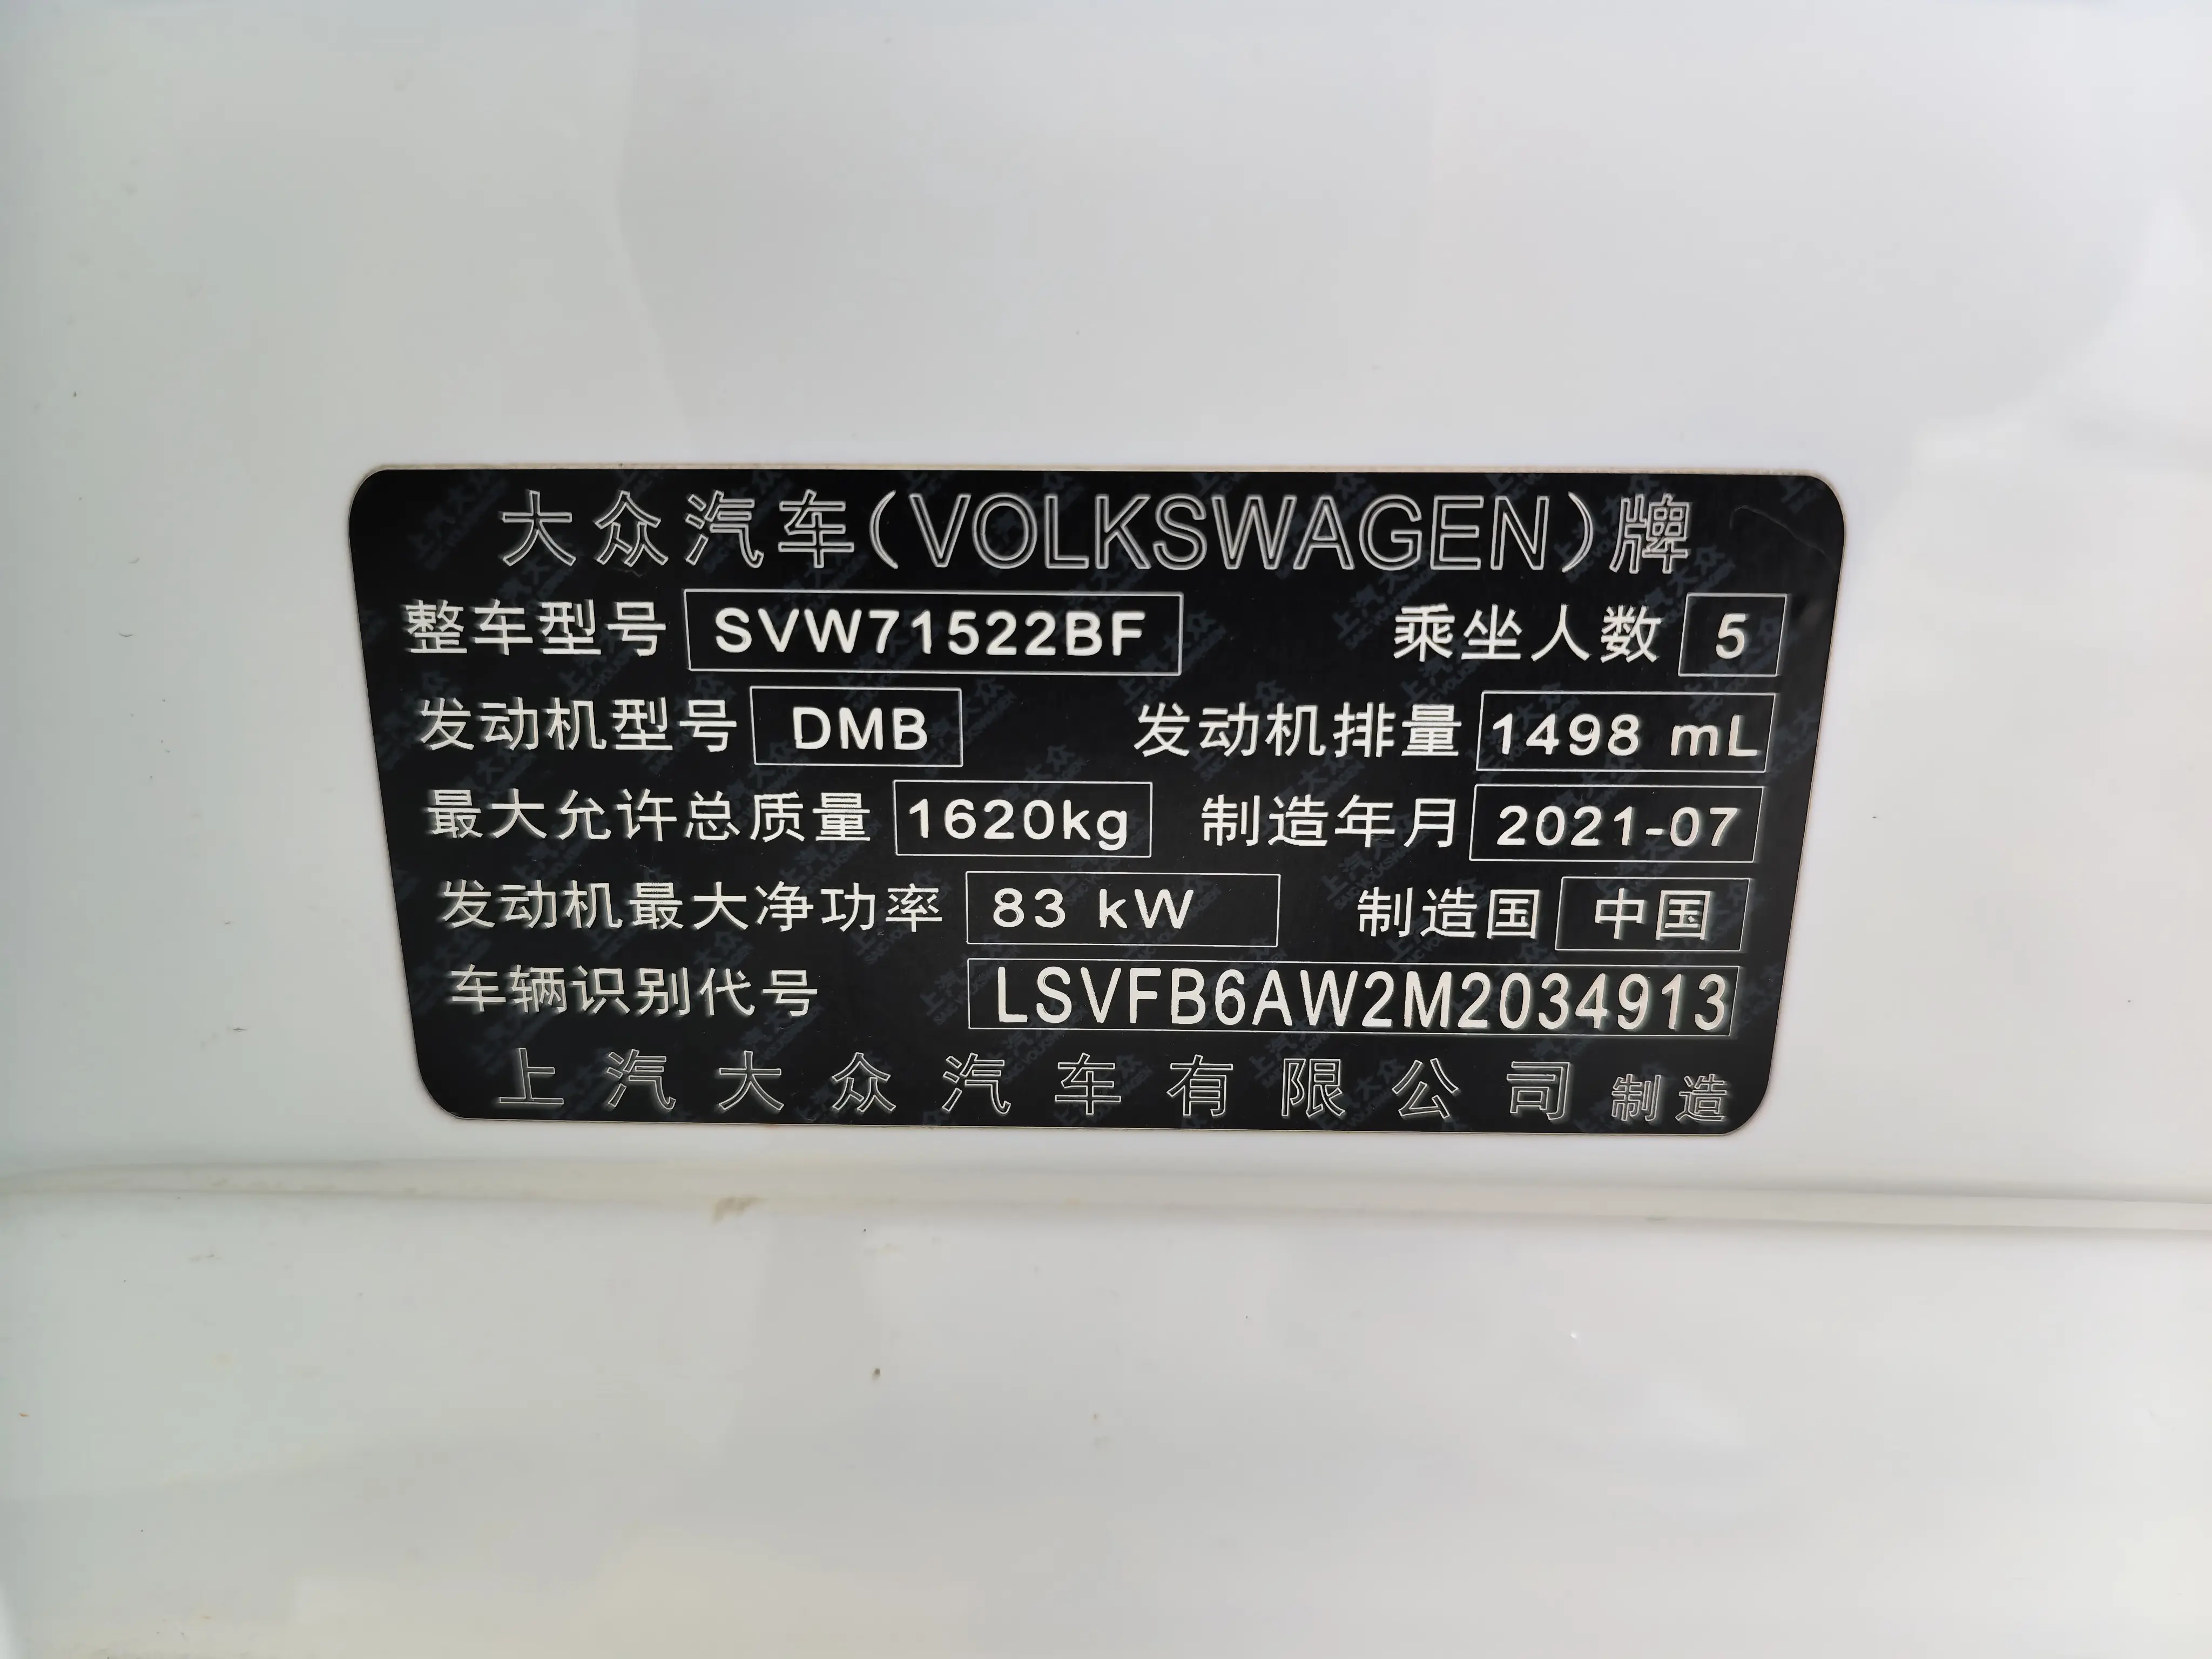 大众汽车(VOLKSWAGEN)牌
整车型号 SVW71522BF 乘坐人数 5
发动机型号 DMB 发动机排量 1498 mL
最大允许总质量 1620kg 制造年月 2021-07
发动机最大净功率 83 kW 制造国 中国
车辆识别代号 LSVFB6AW2M2034913
上汽大众汽车有限公司 制造